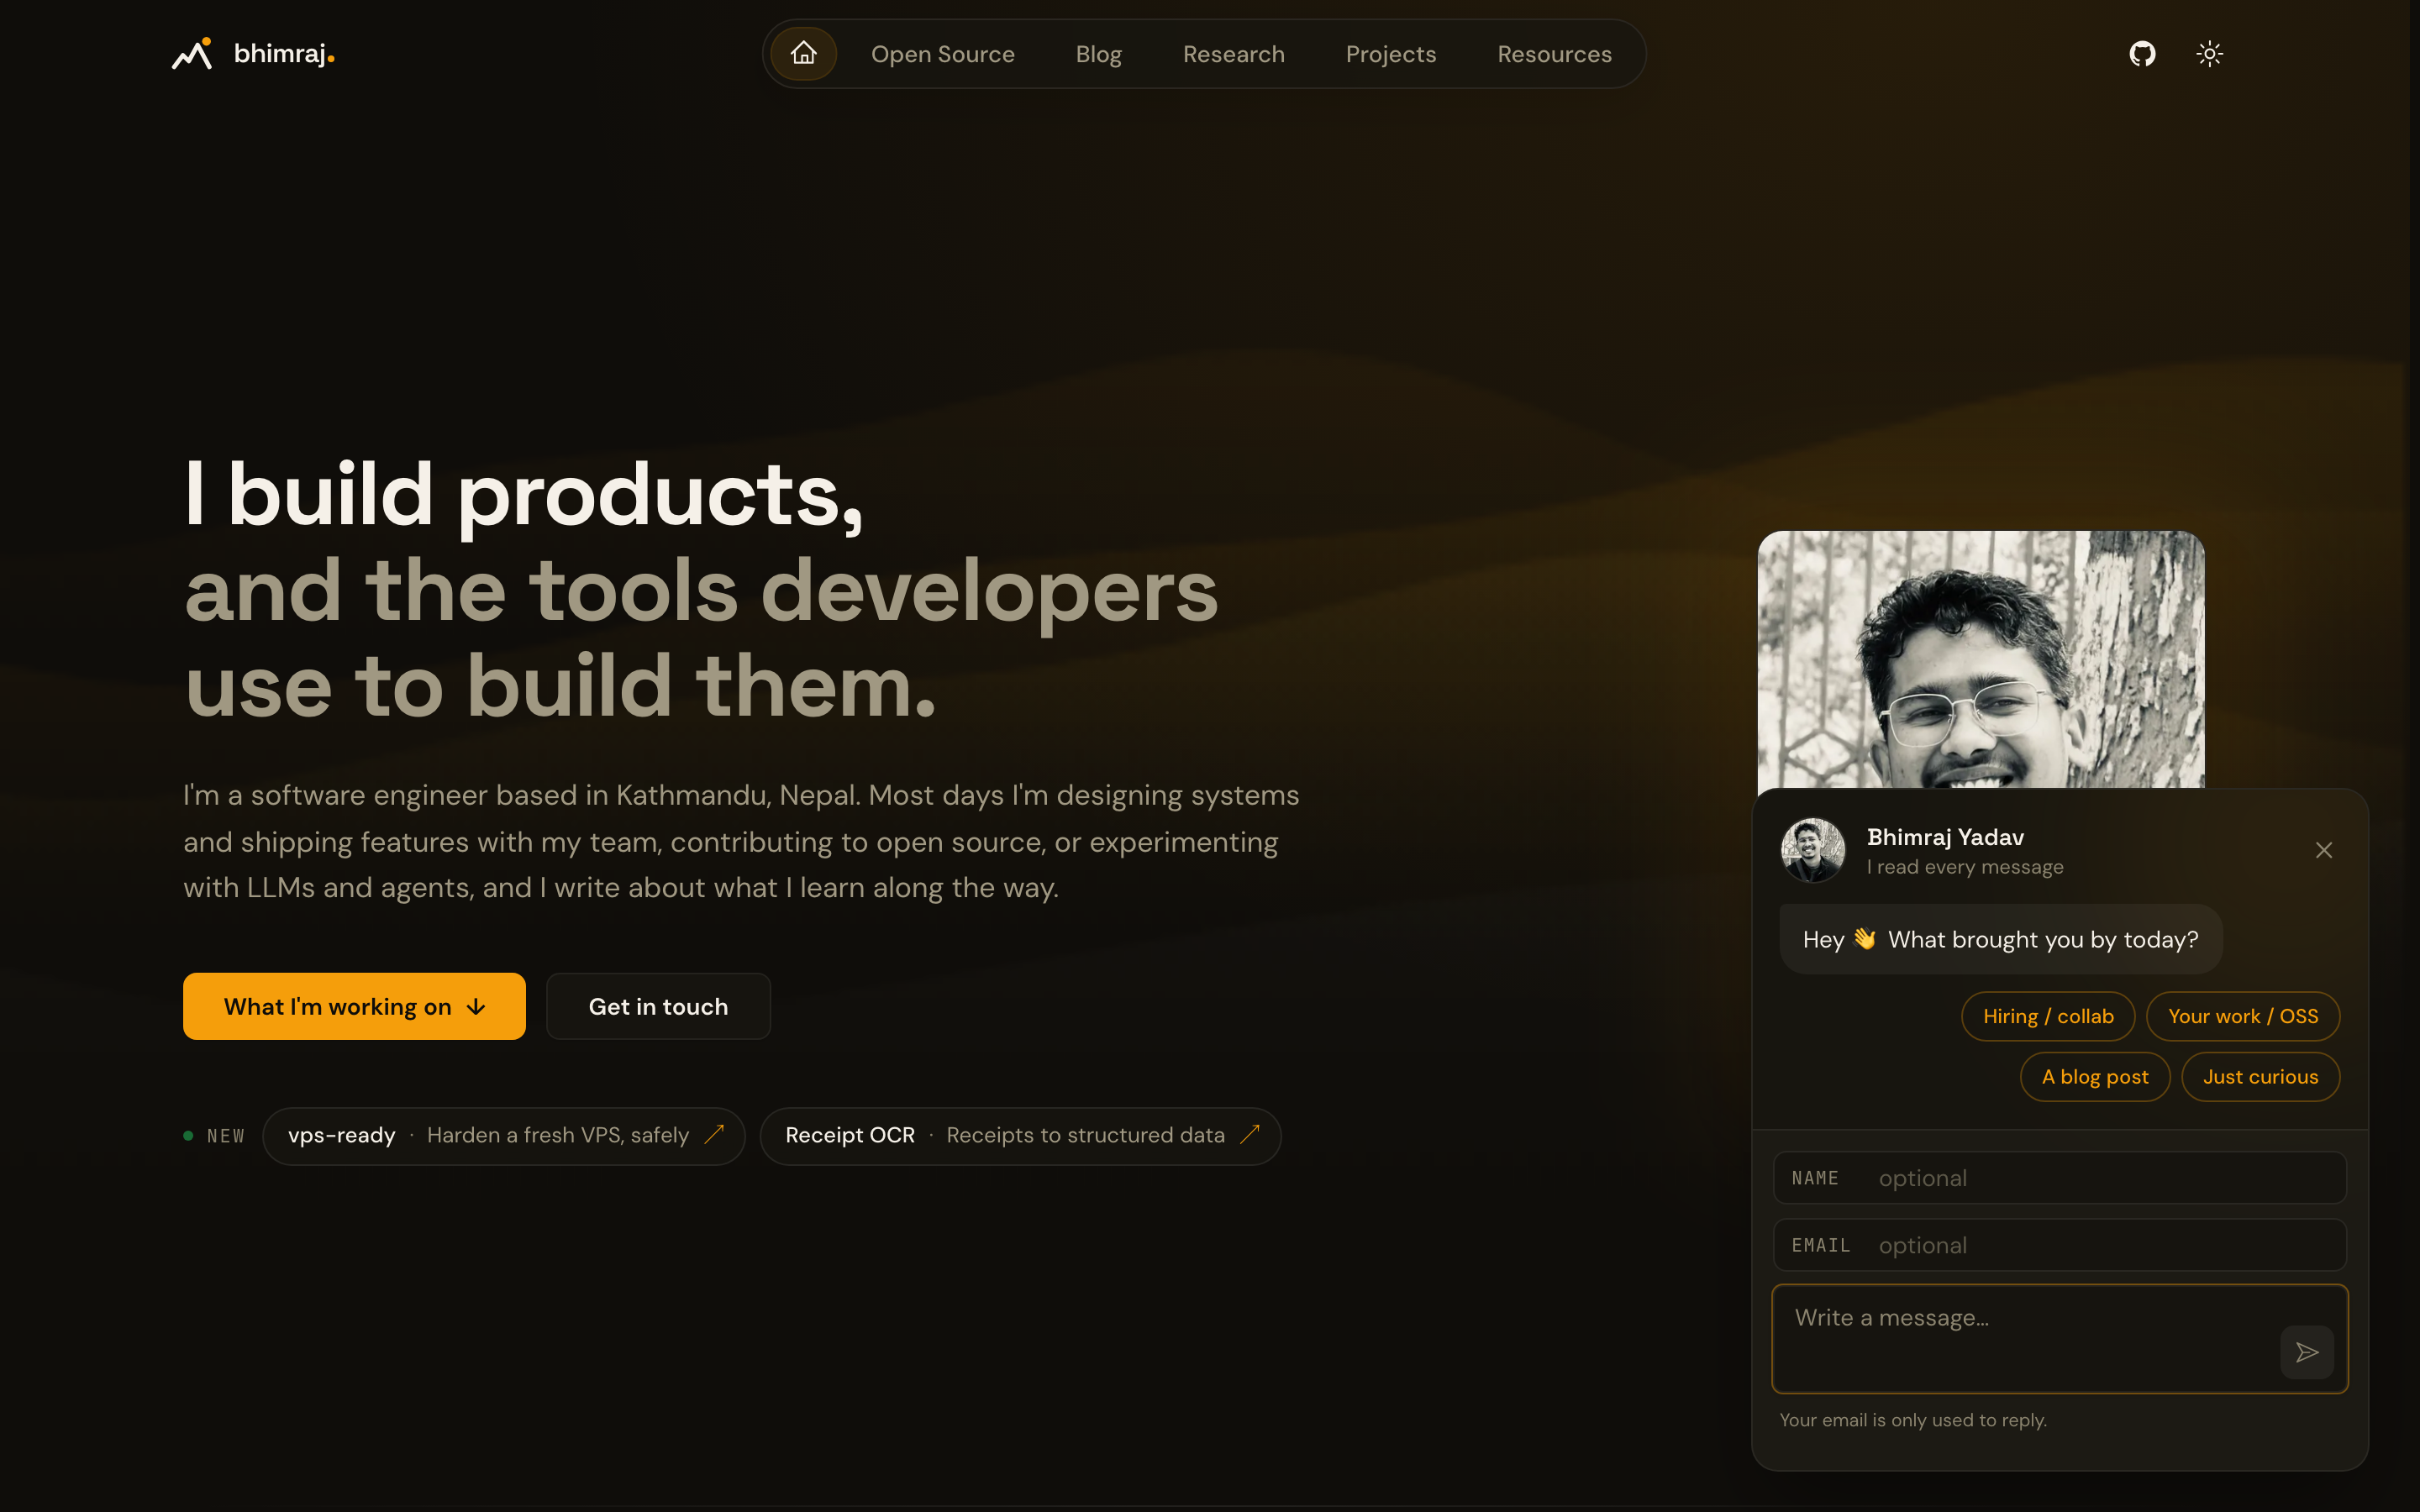 bhimraj.
Open Source
Blog
Research
Projects
Resources
I build products,
and the tools developers
use to build them.
I'm a software engineer based in Kathmandu, Nepal. Most days I'm designing systems
and shipping features with my team, contributing to open source, or experimenting
with LLMs and agents, and I write about what I learn along the way.
What I'm working on ↓
Get in touch
NEW
vps-ready · Harden a fresh VPS, safely
Receipt OCR · Receipts to structured data
Bhimraj Yadav
I read every message
Hey 👋 What brought you by today?
Hiring / collab
Your work / OSS
A blog post
Just curious
NAME optional
EMAIL optional
Write a message...
Your email is only used to reply.